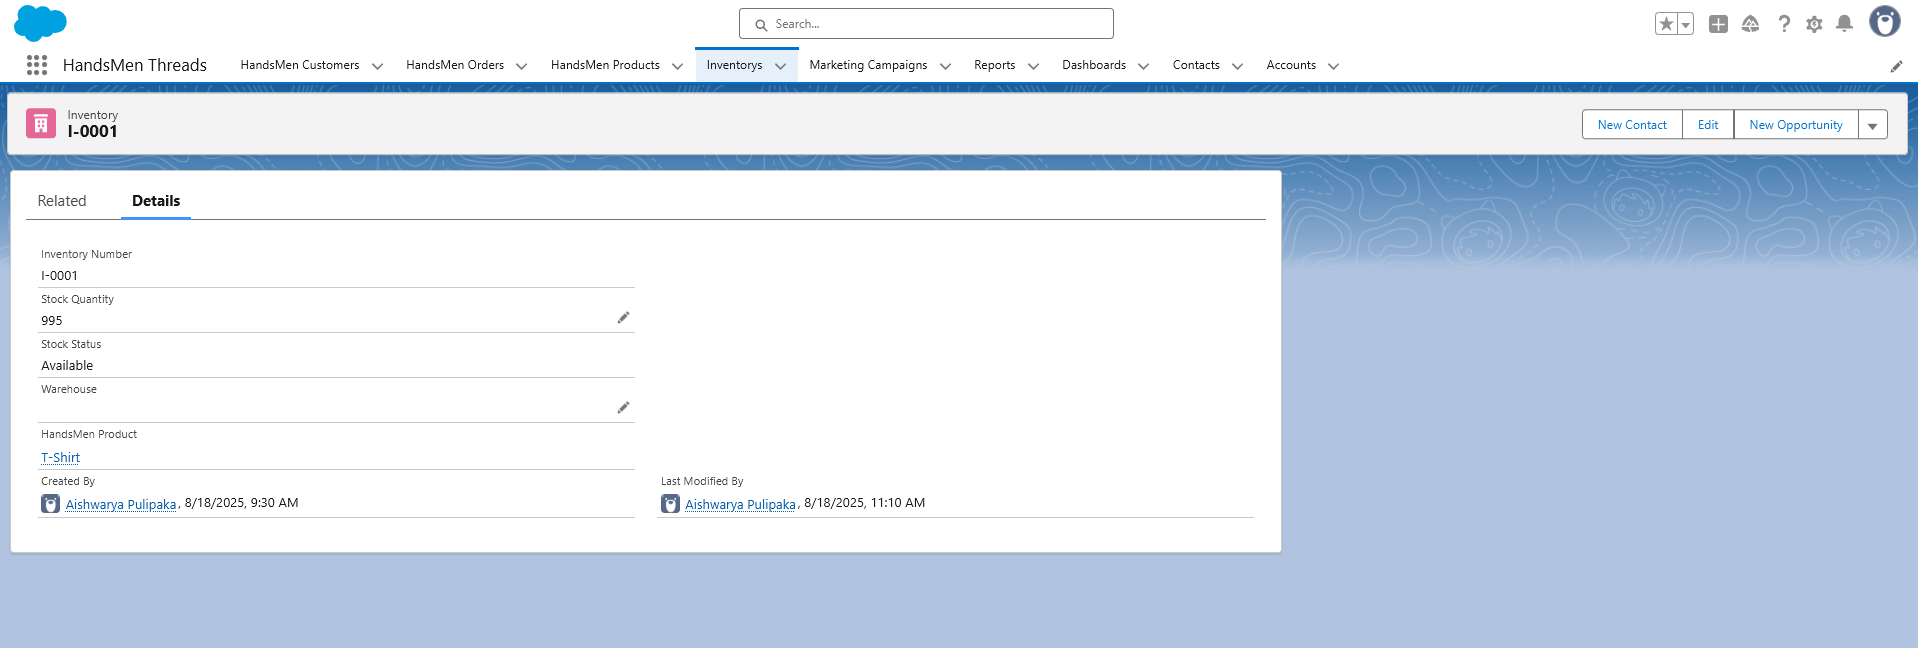 Search...
HandsMen Threads HandsMen Customers HandsMen Orders HandsMen Products Inventorys Marketing Campaigns Reports Dashboards Contacts Accounts
Inventory
I-0001
New Contact Edit New Opportunity
Related Details
Inventory Number
I-0001
Stock Quantity
995
Stock Status
Available
Warehouse
HandsMen Product
T-Shirt
Created By Last Modified By
Aishwarya Pulipaka, 8/18/2025, 9:30 AM Aishwarya Pulipaka, 8/18/2025, 11:10 AM